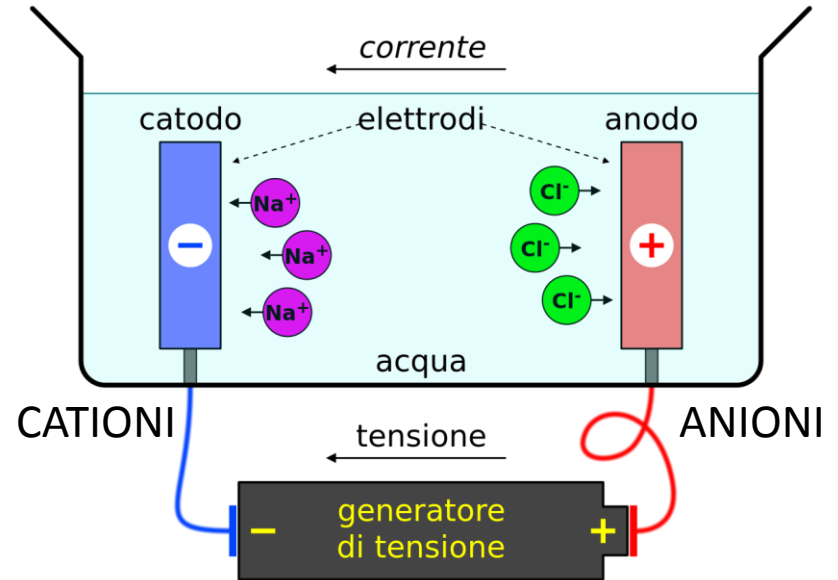 corrente
catodo
elettrodi
anodo
Na⁺
Cl⁻
Na⁺
Cl⁻
Na⁺
Cl⁻
−
+
acqua
CATIONI
ANIONI
tensione
− generatore +
di tensione